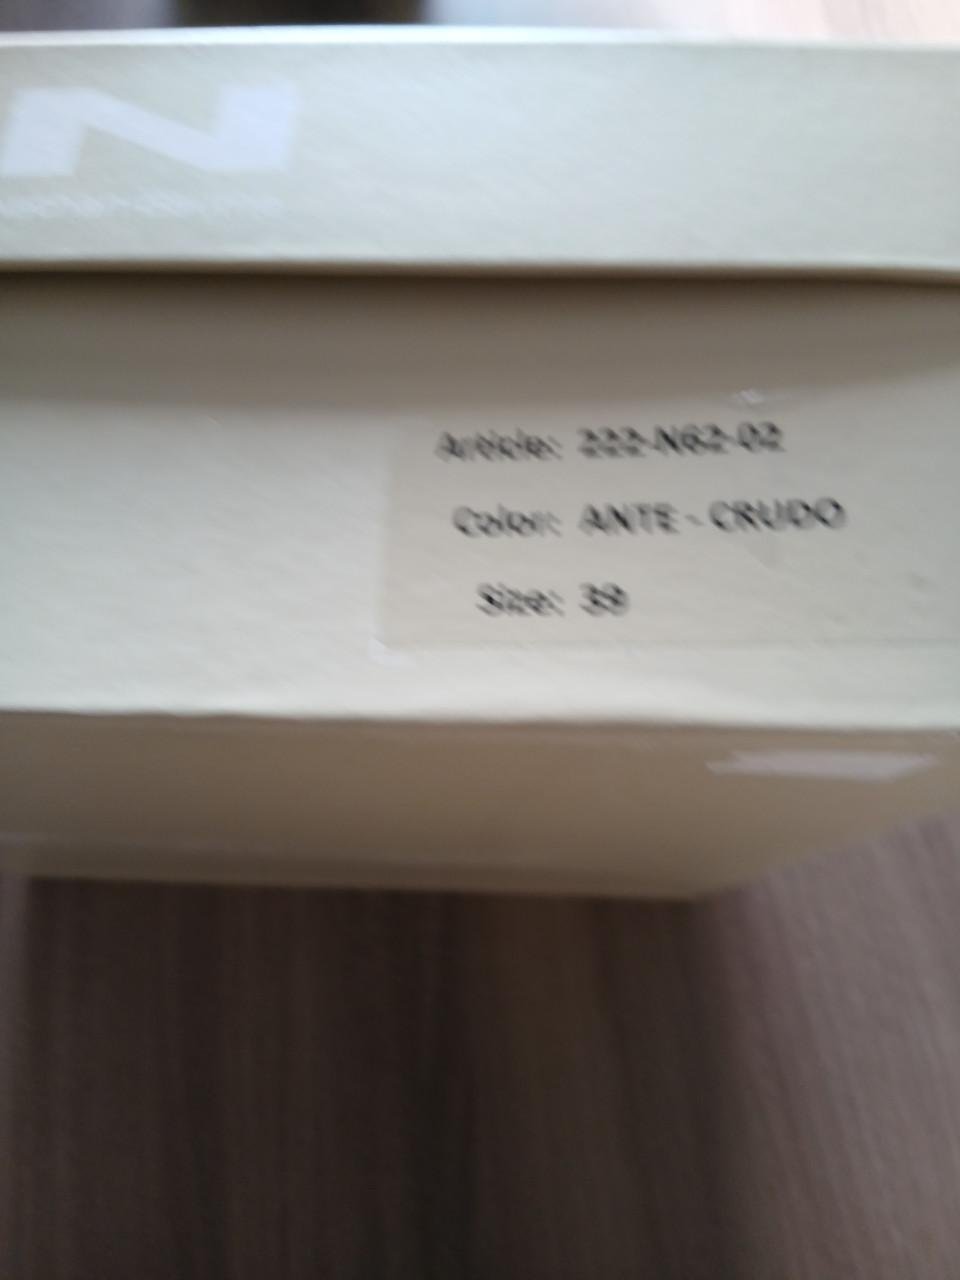 N
Article: 222-N62-02
Color: ANTE - CRUDO
Size: 39